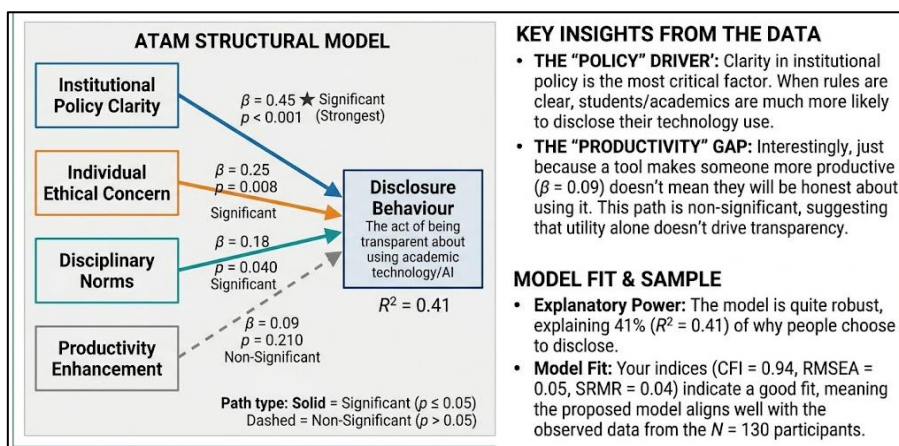 ATAM STRUCTURAL MODEL
Institutional
Policy Clarity
β = 0.45 ★ Significant
p < 0.001 (Strongest)
Individual
Ethical Concern
β = 0.25
p = 0.008
Significant
Disciplinary
Norms
β = 0.18
p = 0.040
Significant
Productivity
Enhancement
β = 0.09
p = 0.210
Non-Significant
Disclosure
Behaviour
The act of being
transparent about
using academic
technology/AI
R² = 0.41
Path type: Solid = Significant (p ≤ 0.05)
Dashed = Non-Significant (p > 0.05)
KEY INSIGHTS FROM THE DATA
• THE “POLICY” DRIVER’: Clarity in institutional
policy is the most critical factor. When rules are
clear, students/academics are much more likely
to disclose their technology use.
• THE “PRODUCTIVITY” GAP: Interestingly, just
because a tool makes someone more productive
(β = 0.09) doesn’t mean they will be honest about
using it. This path is non-significant, suggesting
that utility alone doesn’t drive transparency.
MODEL FIT & SAMPLE
• Explanatory Power: The model is quite robust,
explaining 41% (R² = 0.41) of why people choose
to disclose.
• Model Fit: Your indices (CFI = 0.94, RMSEA =
0.05, SRMR = 0.04) indicate a good fit, meaning
the proposed model aligns well with the
observed data from the N = 130 participants.